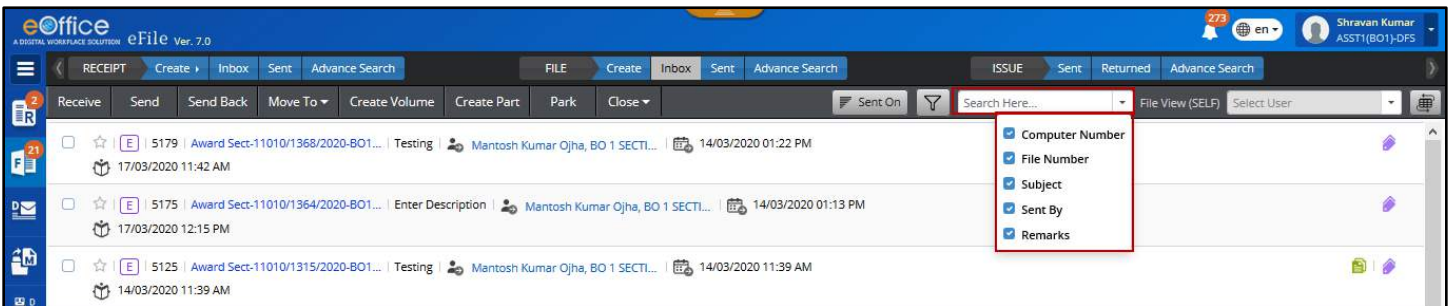 eOffice
A DIGITAL WORKPLACE SOLUTION eFile Ver. 7.0
273 en Shravan Kumar
ASST1(BO1)-DFS
RECEIPT Create Inbox Sent Advance Search FILE Create Inbox Sent Advance Search ISSUE Sent Returned Advance Search
2 R Receive Send Send Back Move To Create Volume Create Part Park Close Sent On Search Here... File View (SELF) Select User
Computer Number
File Number
Subject
Sent By
Remarks
21 F E 5179 Award Sect-11010/1368/2020-BO1... Testing Mantosh Kumar Ojha, BO 1 SECTI... 14/03/2020 01:22 PM
17/03/2020 11:42 AM
D E 5175 Award Sect-11010/1364/2020-BO1... Enter Description Mantosh Kumar Ojha, BO 1 SECTI... 14/03/2020 01:13 PM
17/03/2020 12:15 PM
M E 5125 Award Sect-11010/1315/2020-BO1... Testing Mantosh Kumar Ojha, BO 1 SECTI... 14/03/2020 11:39 AM
14/03/2020 11:39 AM
D